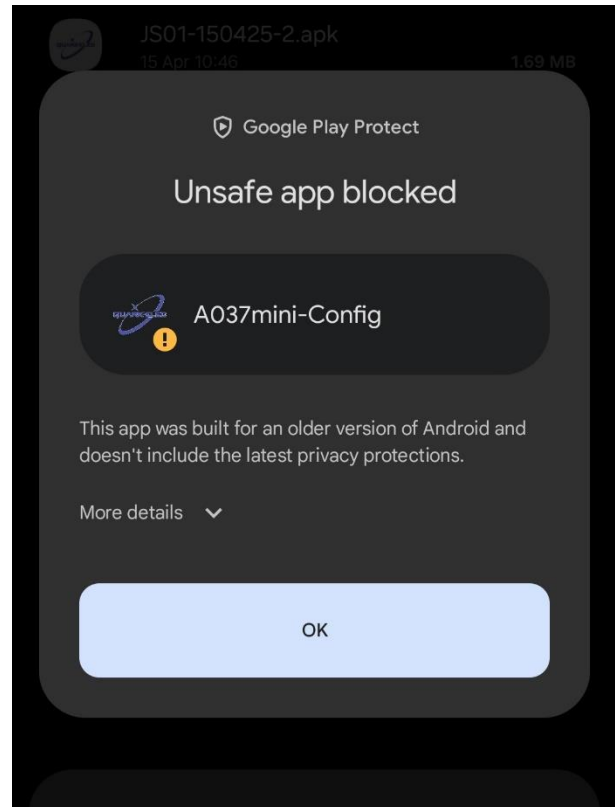 JS01-150425-2.apk
15 Apr 10:46
1.69 MB
Google Play Protect
Unsafe app blocked
A037mini-Config
This app was built for an older version of Android and
doesn't include the latest privacy protections.
More details
OK